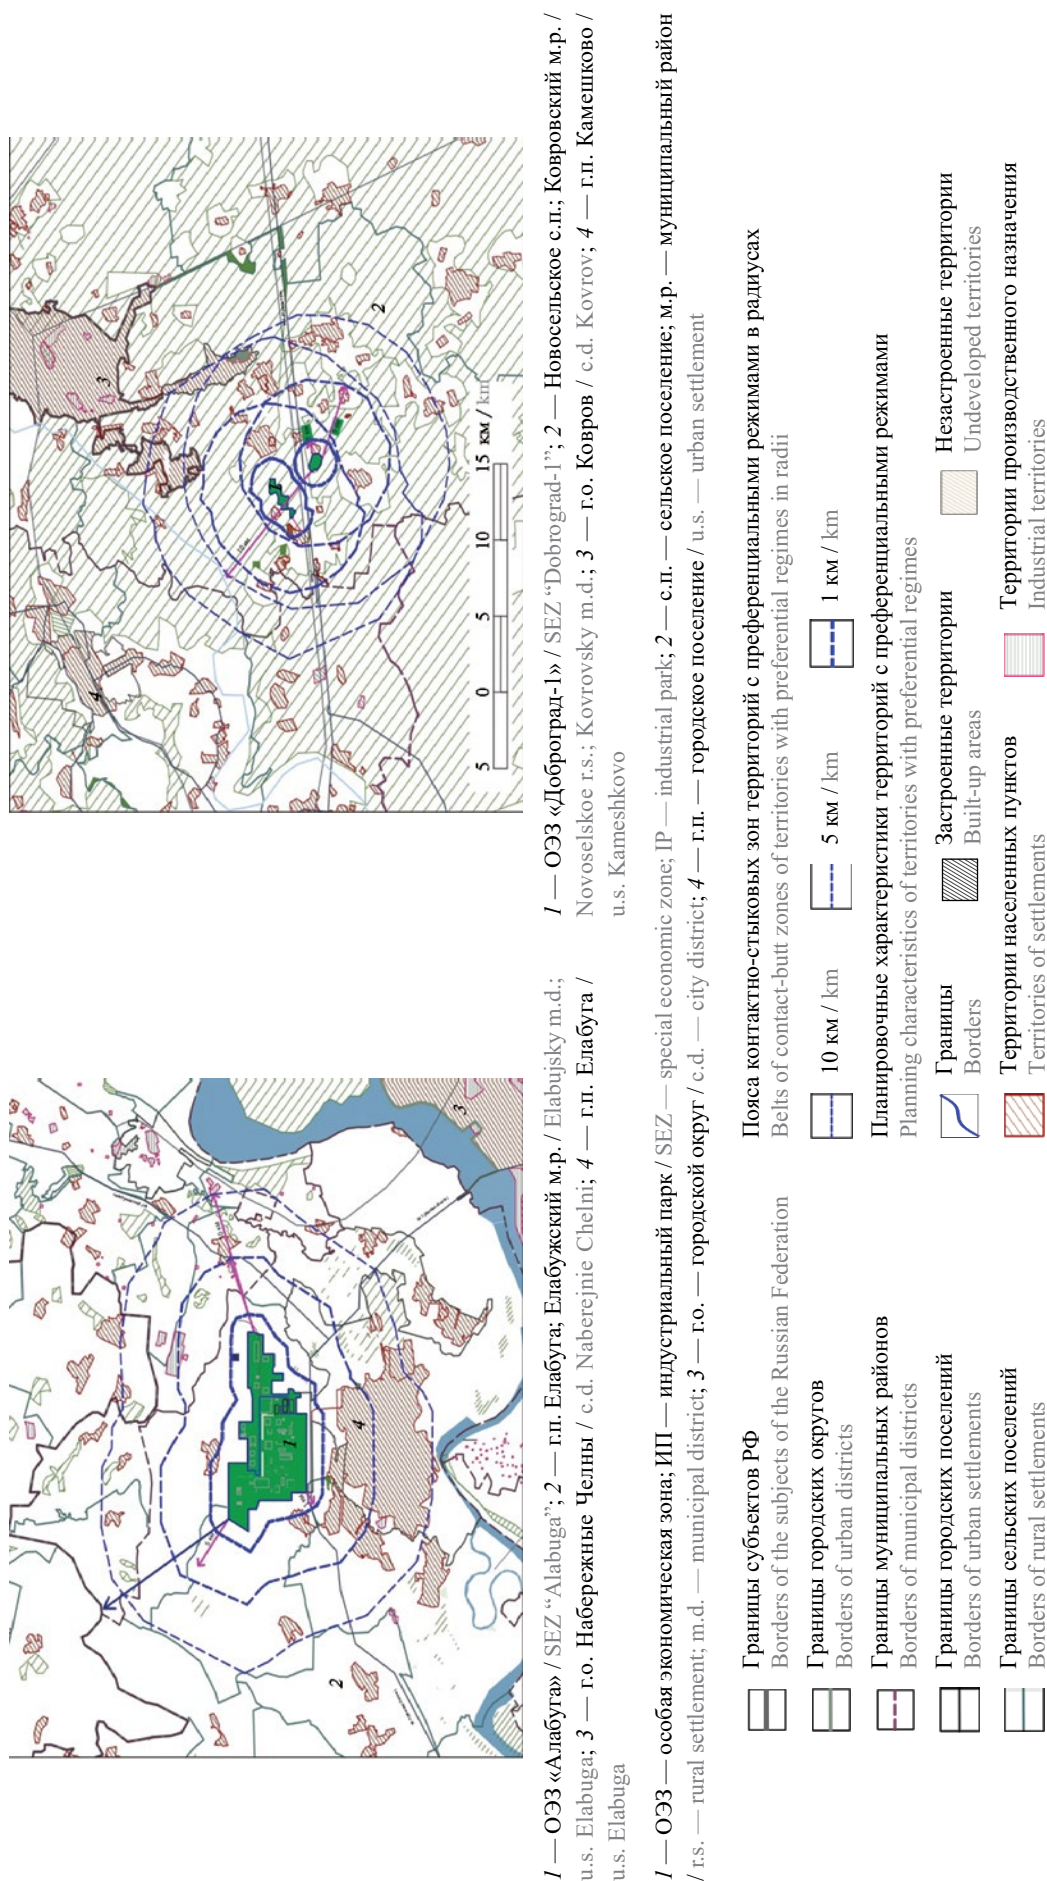 1
2
3
4
1
2
3
4
5
0
5
10
15 км / km
1 — ОЭЗ «Алабуга» / SEZ “Alabuga”; 2 — г.п. Елабуга; Елабужский м.р. / Elabujsky m.d.;
u.s. Elabuga; 3 — г.о. Набережные Челны / c.d. Naberejnie Chelni; 4 — г.п. Елабуга /
u.s. Elabuga
1 — ОЭЗ «Доброград-1» / SEZ “Dobrograd-1”; 2 — Новосельское с.п.; Ковровский м.р. /
Novoselskoe r.s.; Kovrovsky m.d.; 3 — г.о. Ковров / c.d. Kovrov; 4 — г.п. Камешково /
u.s. Kameshkovo
1 — ОЭЗ — особая экономическая зона; ИП — индустриальный парк / SEZ — special economic zone; IP — industrial park; 2 — с.п. — сельское поселение; м.р. — муниципальный район
/ r.s. — rural settlement; m.d. — municipal district; 3 — г.о. — городской округ / c.d. — city district; 4 — г.п. — городское поселение / u.s. — urban settlement
Границы субъектов РФ
Borders of the subjects of the Russian Federation
Границы городских округов
Borders of urban districts
Границы муниципальных районов
Borders of municipal districts
Границы городских поселений
Borders of urban settlements
Границы сельских поселений
Borders of rural settlements
Пояса контактно-стыковых зон территорий с преференциальными режимами в радиусах
Belts of contact-butt zones of territories with preferential regimes in radii
10 км / km
5 км / km
1 км / km
Планировочные характеристики территорий с преференциальными режимами
Planning characteristics of territories with preferential regimes
Границы
Borders
Застроенные территории
Built-up areas
Незастроенные территории
Undeveloped territories
Территории населенных пунктов
Territories of settlements
Территории производственного назначения
Industrial territories